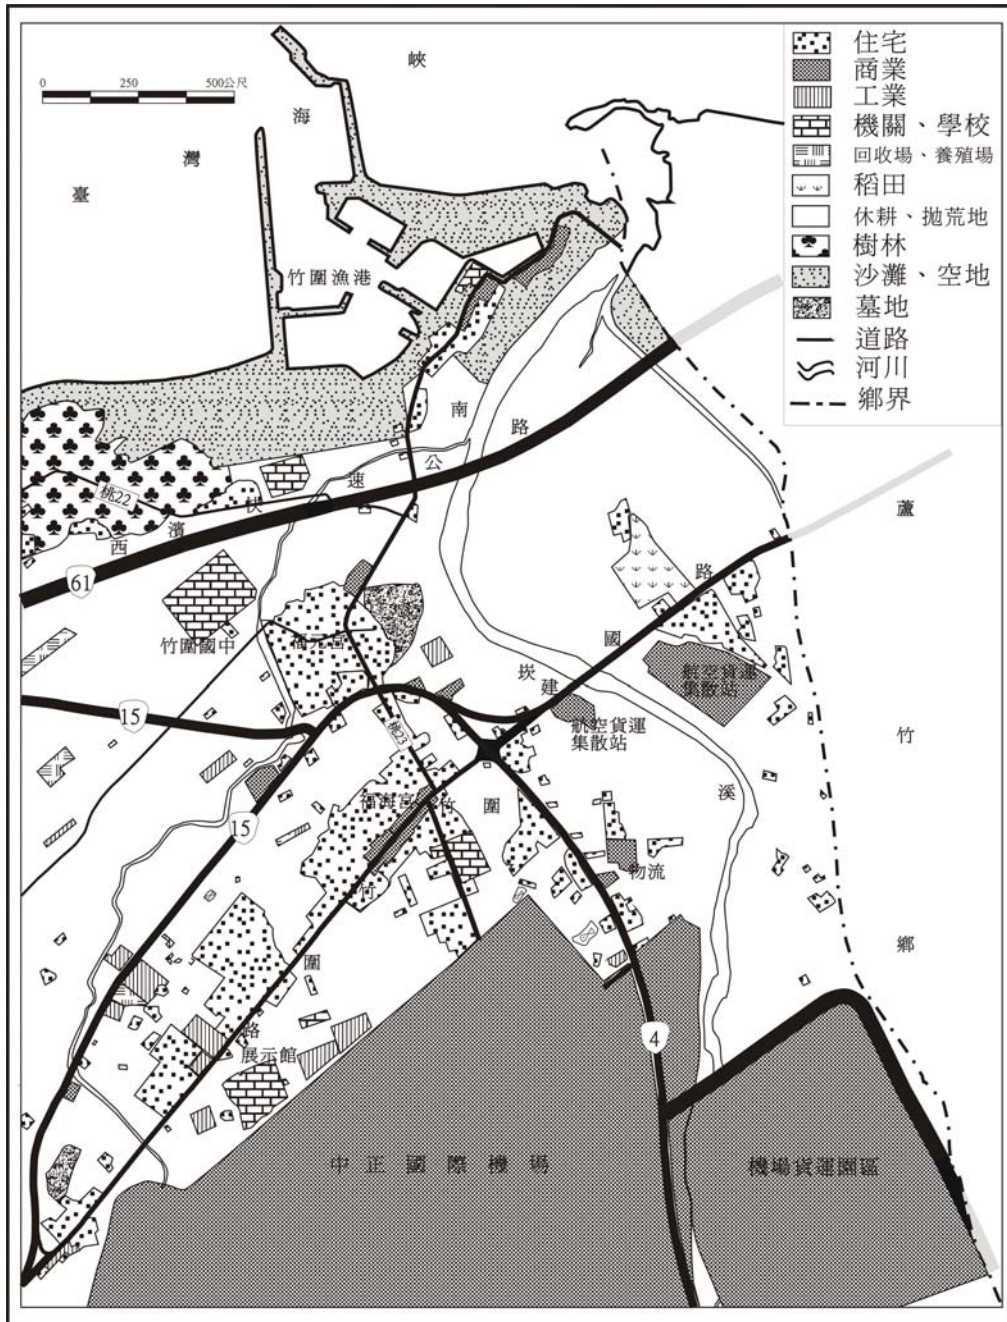 0 250 500公尺
臺灣海峽
住宅
商業
工業
機關、學校
回收場、養殖場
稻田
休耕、拋荒地
樹林
沙灘、空地
墓地
道路
河川
鄉界
竹圍漁港
南
路
公
速
快
濱
西
桃22
61
蘆竹鄉
路
國
建
竹圍國中
福元宮
坎
溪
航空貨運
集散站
航空貨運
集散站
15
桃23
15
福海宮
竹
圍
物流
竹
圍
路
展示館
4
中正國際機場
機場貨運園區